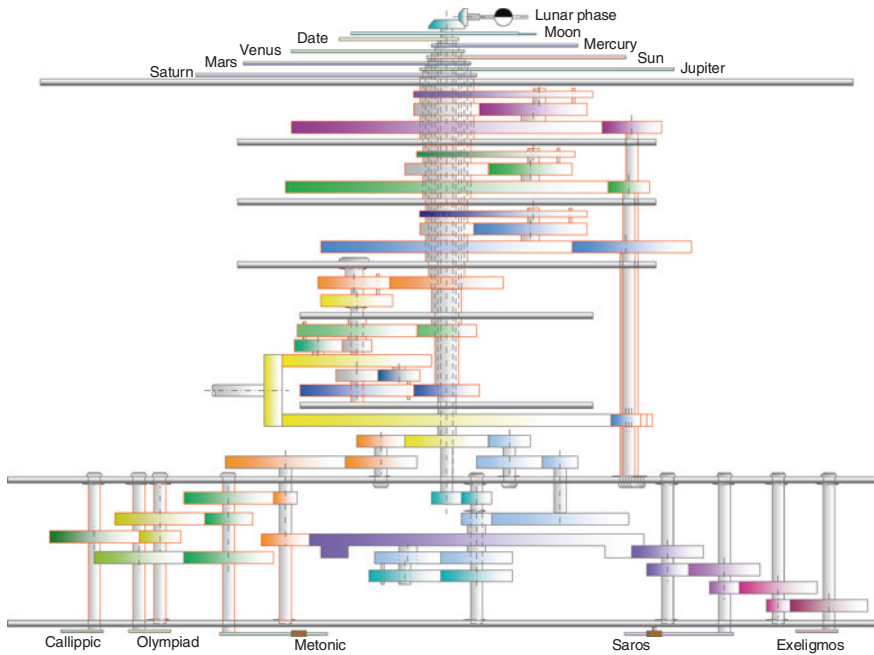 Lunar phase
Moon
Date
Mercury
Venus
Sun
Mars
Jupiter
Saturn
Callippic
Olympiad
Metonic
Saros
Exeligmos